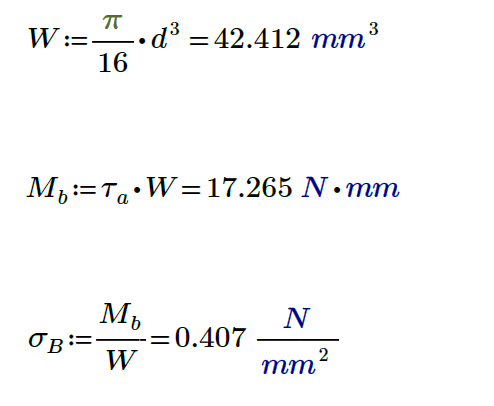 W := π/16 · d³ = 42.412 mm³
M_b := τ_a · W = 17.265 N · mm
σ_B := M_b/W = 0.407 N/mm²